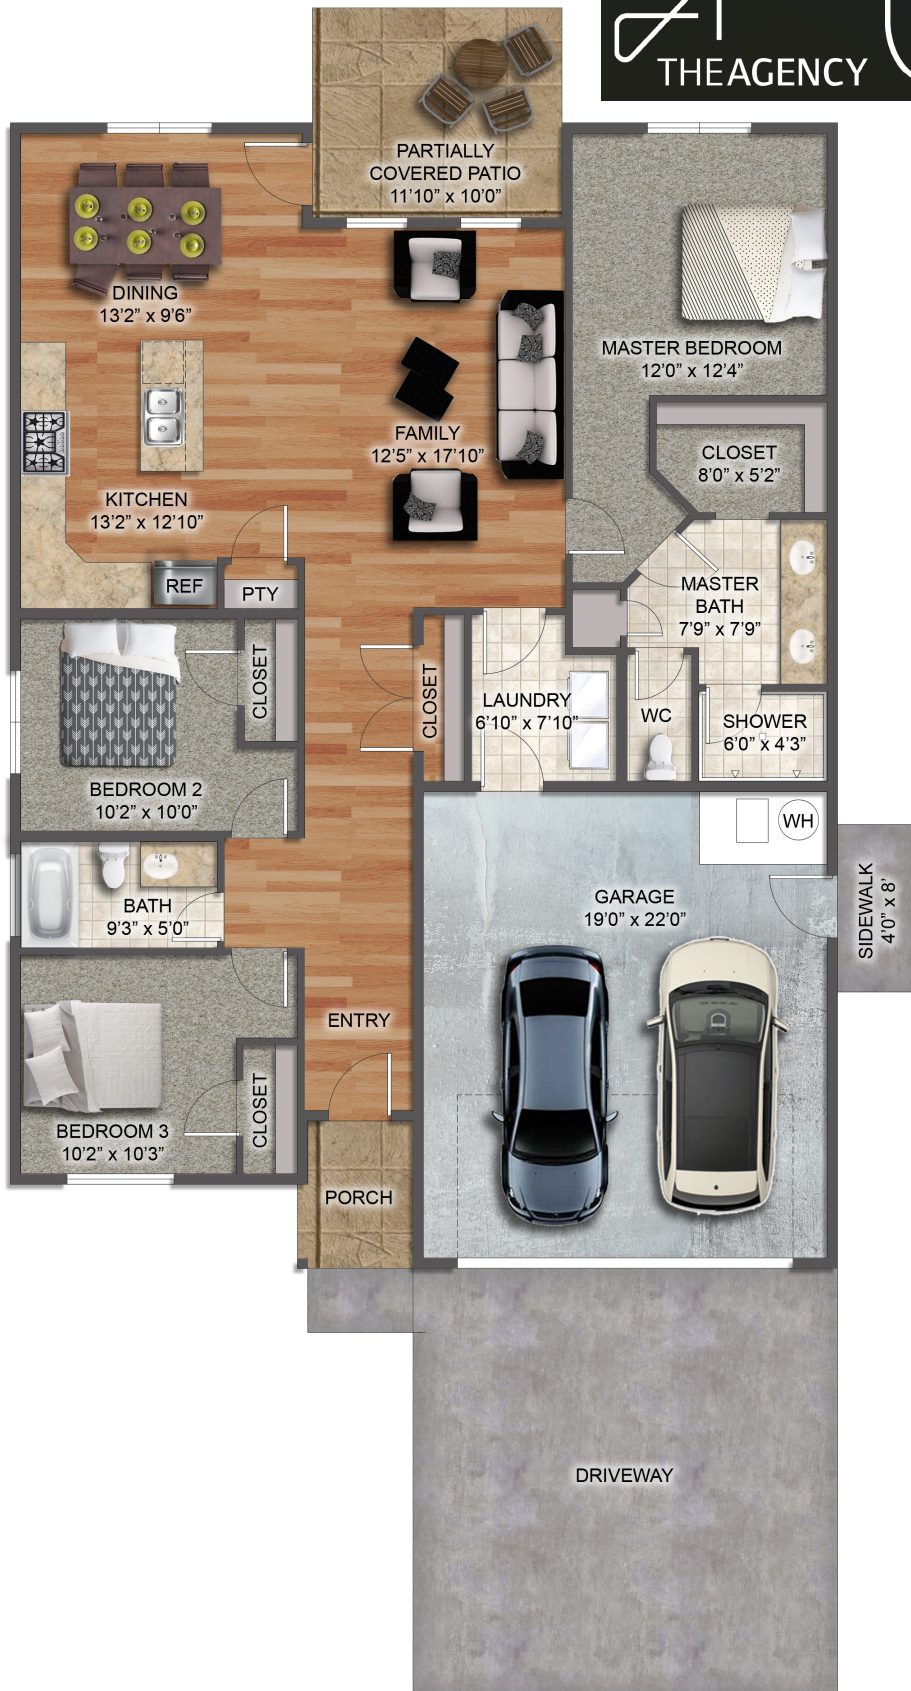 THEAGENCY
PARTIALLY
COVERED PATIO
11'10" x 10'0"
DINING
13'2" x 9'6"
MASTER BEDROOM
12'0" x 12'4"
FAMILY
12'5" x 17'10"
CLOSET
8'0" x 5'2"
KITCHEN
13'2" x 12'10"
REF
PTY
MASTER
BATH
7'9" x 7'9"
CLOSET
CLOSET
LAUNDRY
6'10" x 7'10"
WC
SHOWER
6'0" x 4'3"
BEDROOM 2
10'2" x 10'0"
WH
BATH
9'3" x 5'0"
GARAGE
19'0" x 22'0"
SIDEWALK
4'0" x 8'
ENTRY
BEDROOM 3
10'2" x 10'3"
CLOSET
PORCH
DRIVEWAY